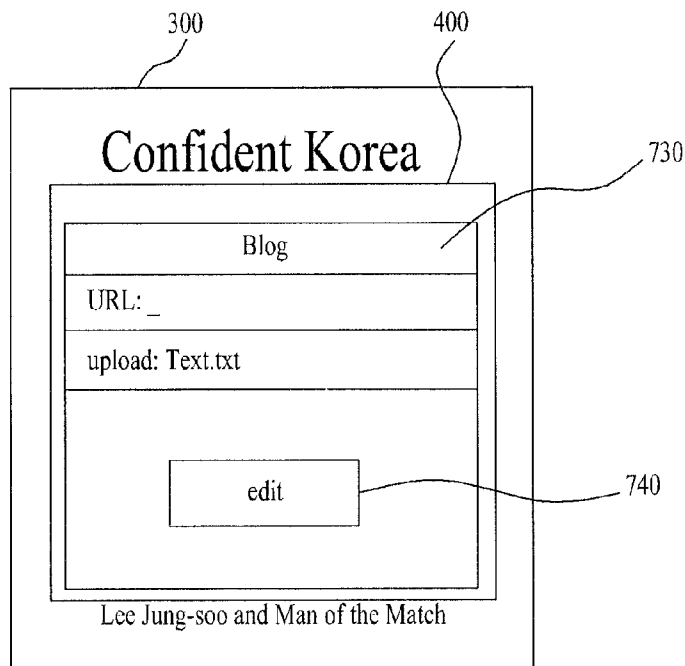 300
400
Confident Korea
730
Blog
URL: _
upload: Text.txt
edit
740
Lee Jung-soo and Man of the Match